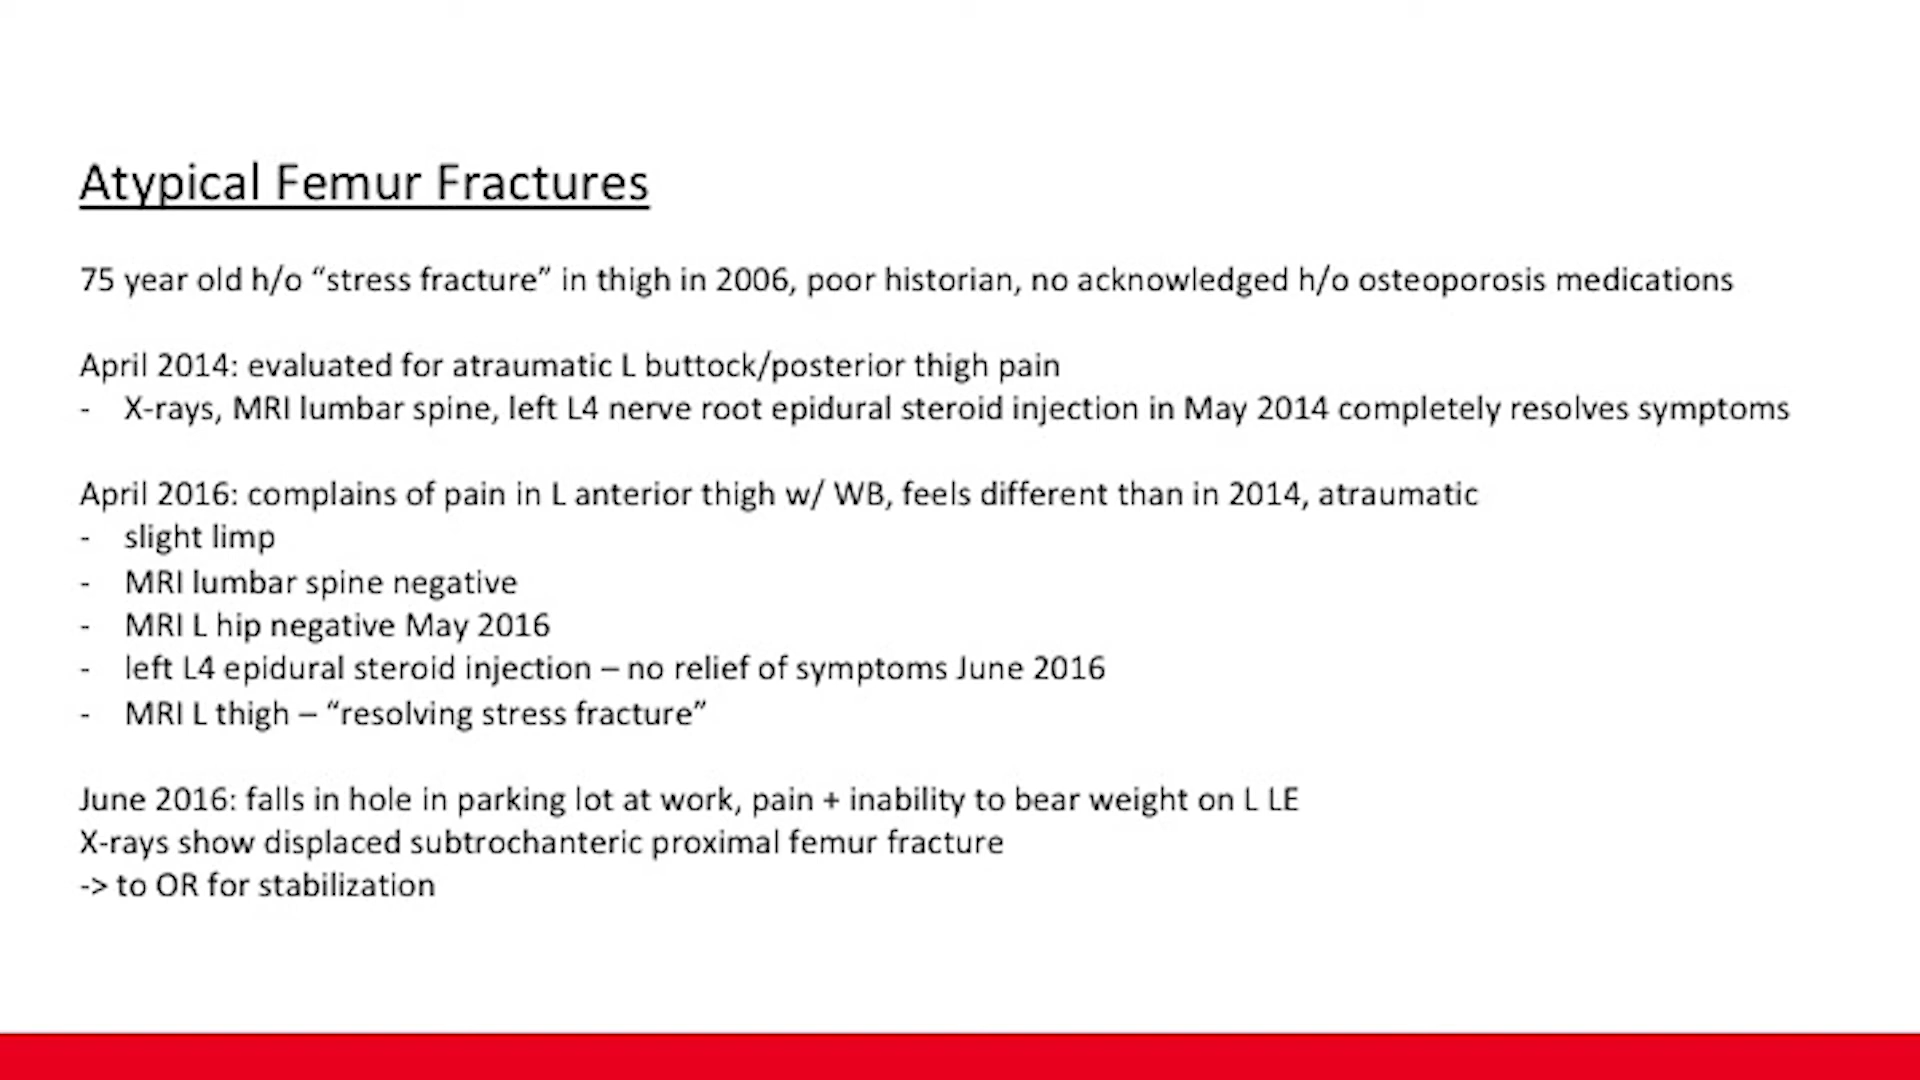 Atypical Femur Fractures
75 year old h/o “stress fracture” in thigh in 2006, poor historian, no acknowledged h/o osteoporosis medications
April 2014: evaluated for atraumatic L buttock/posterior thigh pain
- X-rays, MRI lumbar spine, left L4 nerve root epidural steroid injection in May 2014 completely resolves symptoms
April 2016: complains of pain in L anterior thigh w/ WB, feels different than in 2014, atraumatic
- slight limp
- MRI lumbar spine negative
- MRI L hip negative May 2016
- left L4 epidural steroid injection – no relief of symptoms June 2016
- MRI L thigh – “resolving stress fracture”
June 2016: falls in hole in parking lot at work, pain + inability to bear weight on L LE
X-rays show displaced subtrochanteric proximal femur fracture
-> to OR for stabilization